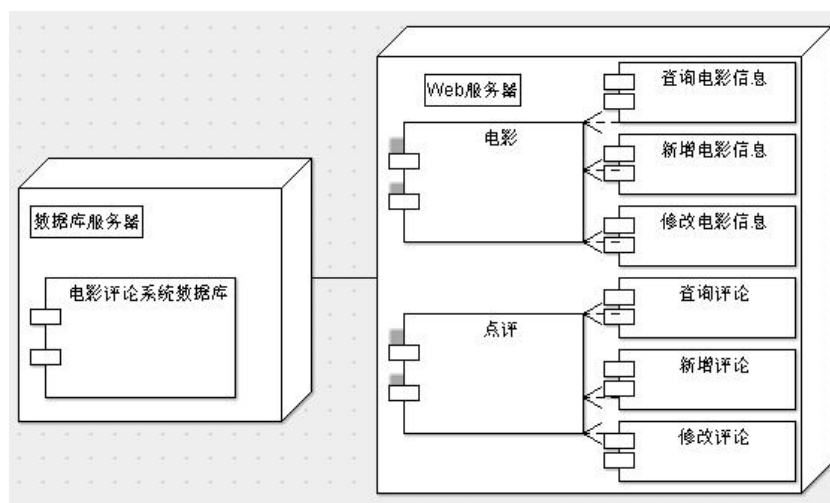 Web服务器
查询电影信息
电影
新增电影信息
修改电影信息
数据库服务器
电影评论系统数据库
查询评论
点评
新增评论
修改评论